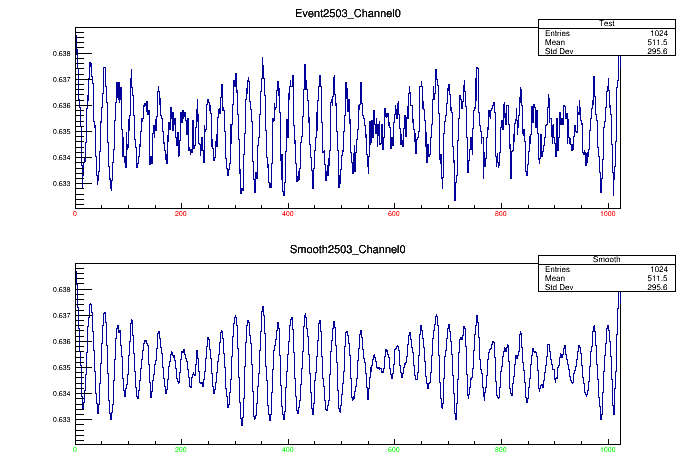 Event2503_Channel0
Test
Entries 1024
Mean 511.5
Std Dev 295.6
0.638
0.637
0.636
0.635
0.634
0.633
0 200 400 600 800 1000
Smooth2503_Channel0
Smooth
Entries 1024
Mean 511.5
Std Dev 295.6
0.638
0.637
0.636
0.635
0.634
0.633
0 200 400 600 800 1000